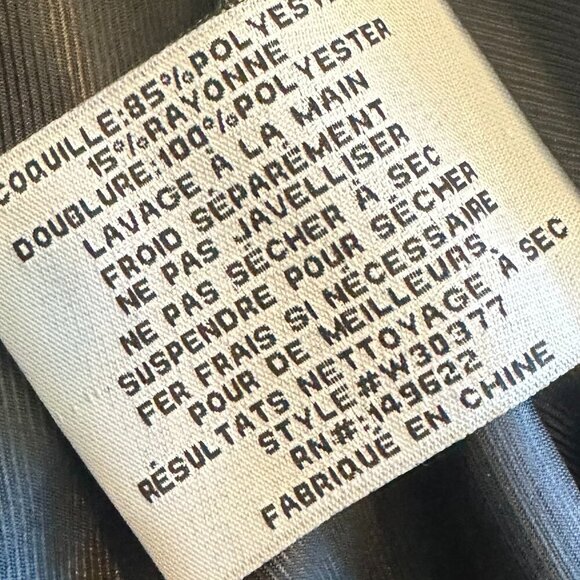 COQUILLE:85%POLYESTER
15%RAYONNE
DOUBLURE:100%POLYESTER
LAVAGE À LA MAIN
FROID SÉPARÉMENT
NE PAS JAVELLISER
NE PAS SÉCHER À SEC
SUSPENDRE POUR SÉCHER
FER FRAIS SI NÉCESSAIRE
POUR DE MEILLEURS
RÉSULTATS NETTOYAGE À SEC
STYLE#:W30377
RN#:149622
FABRIQUÉ EN CHINE